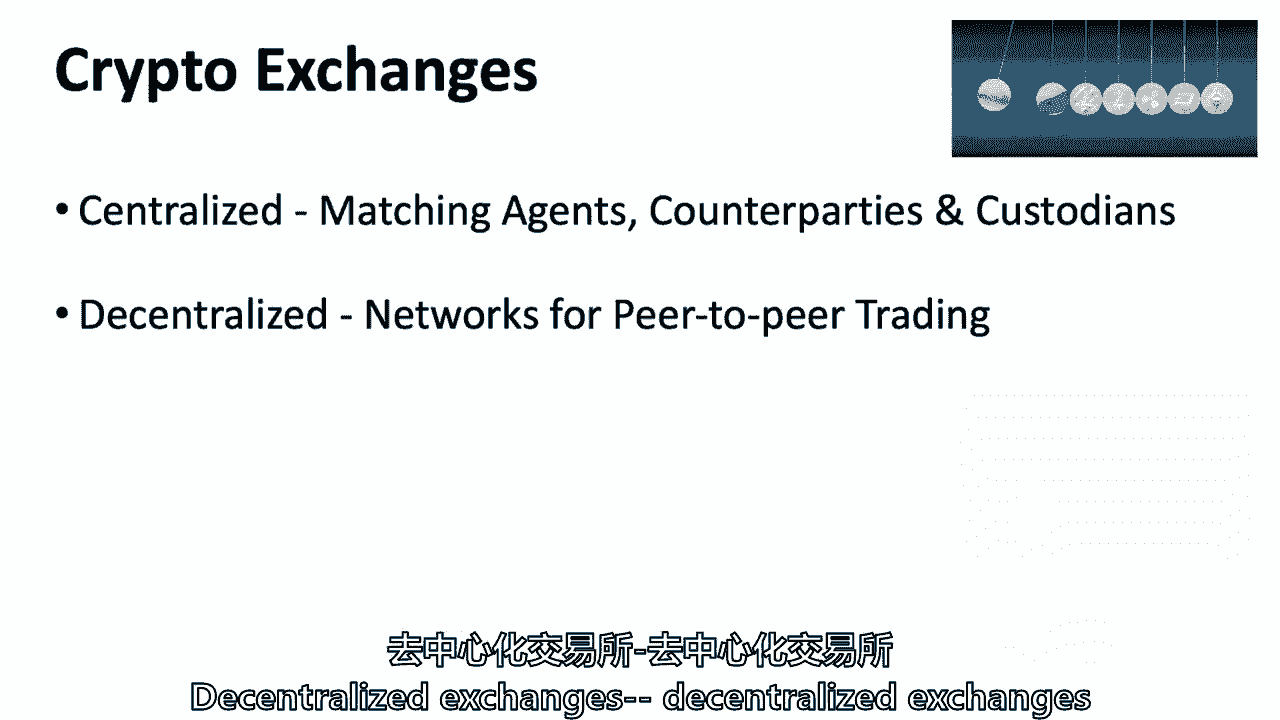 Crypto Exchanges
• Centralized - Matching Agents, Counterparties & Custodians
• Decentralized - Networks for Peer-to-peer Trading
去中心化交易所-去中心化交易所
Decentralized exchanges-- decentralized exchanges